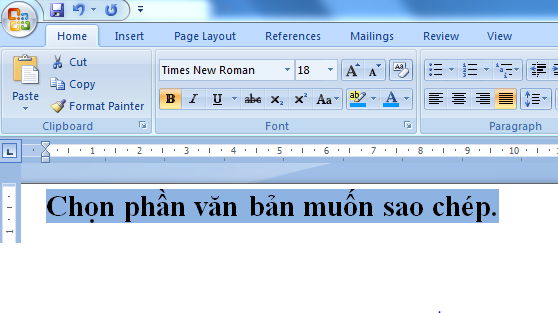 Home Insert Page Layout References Mailings Review View
Paste
Cut
Copy
Format Painter
Clipboard
Times New Roman 18
B I U abc x₂ x² Aa
Font
Paragraph
1 2 3 4 5 6 7 8 9 10
Chọn phần văn bản muốn sao chép.